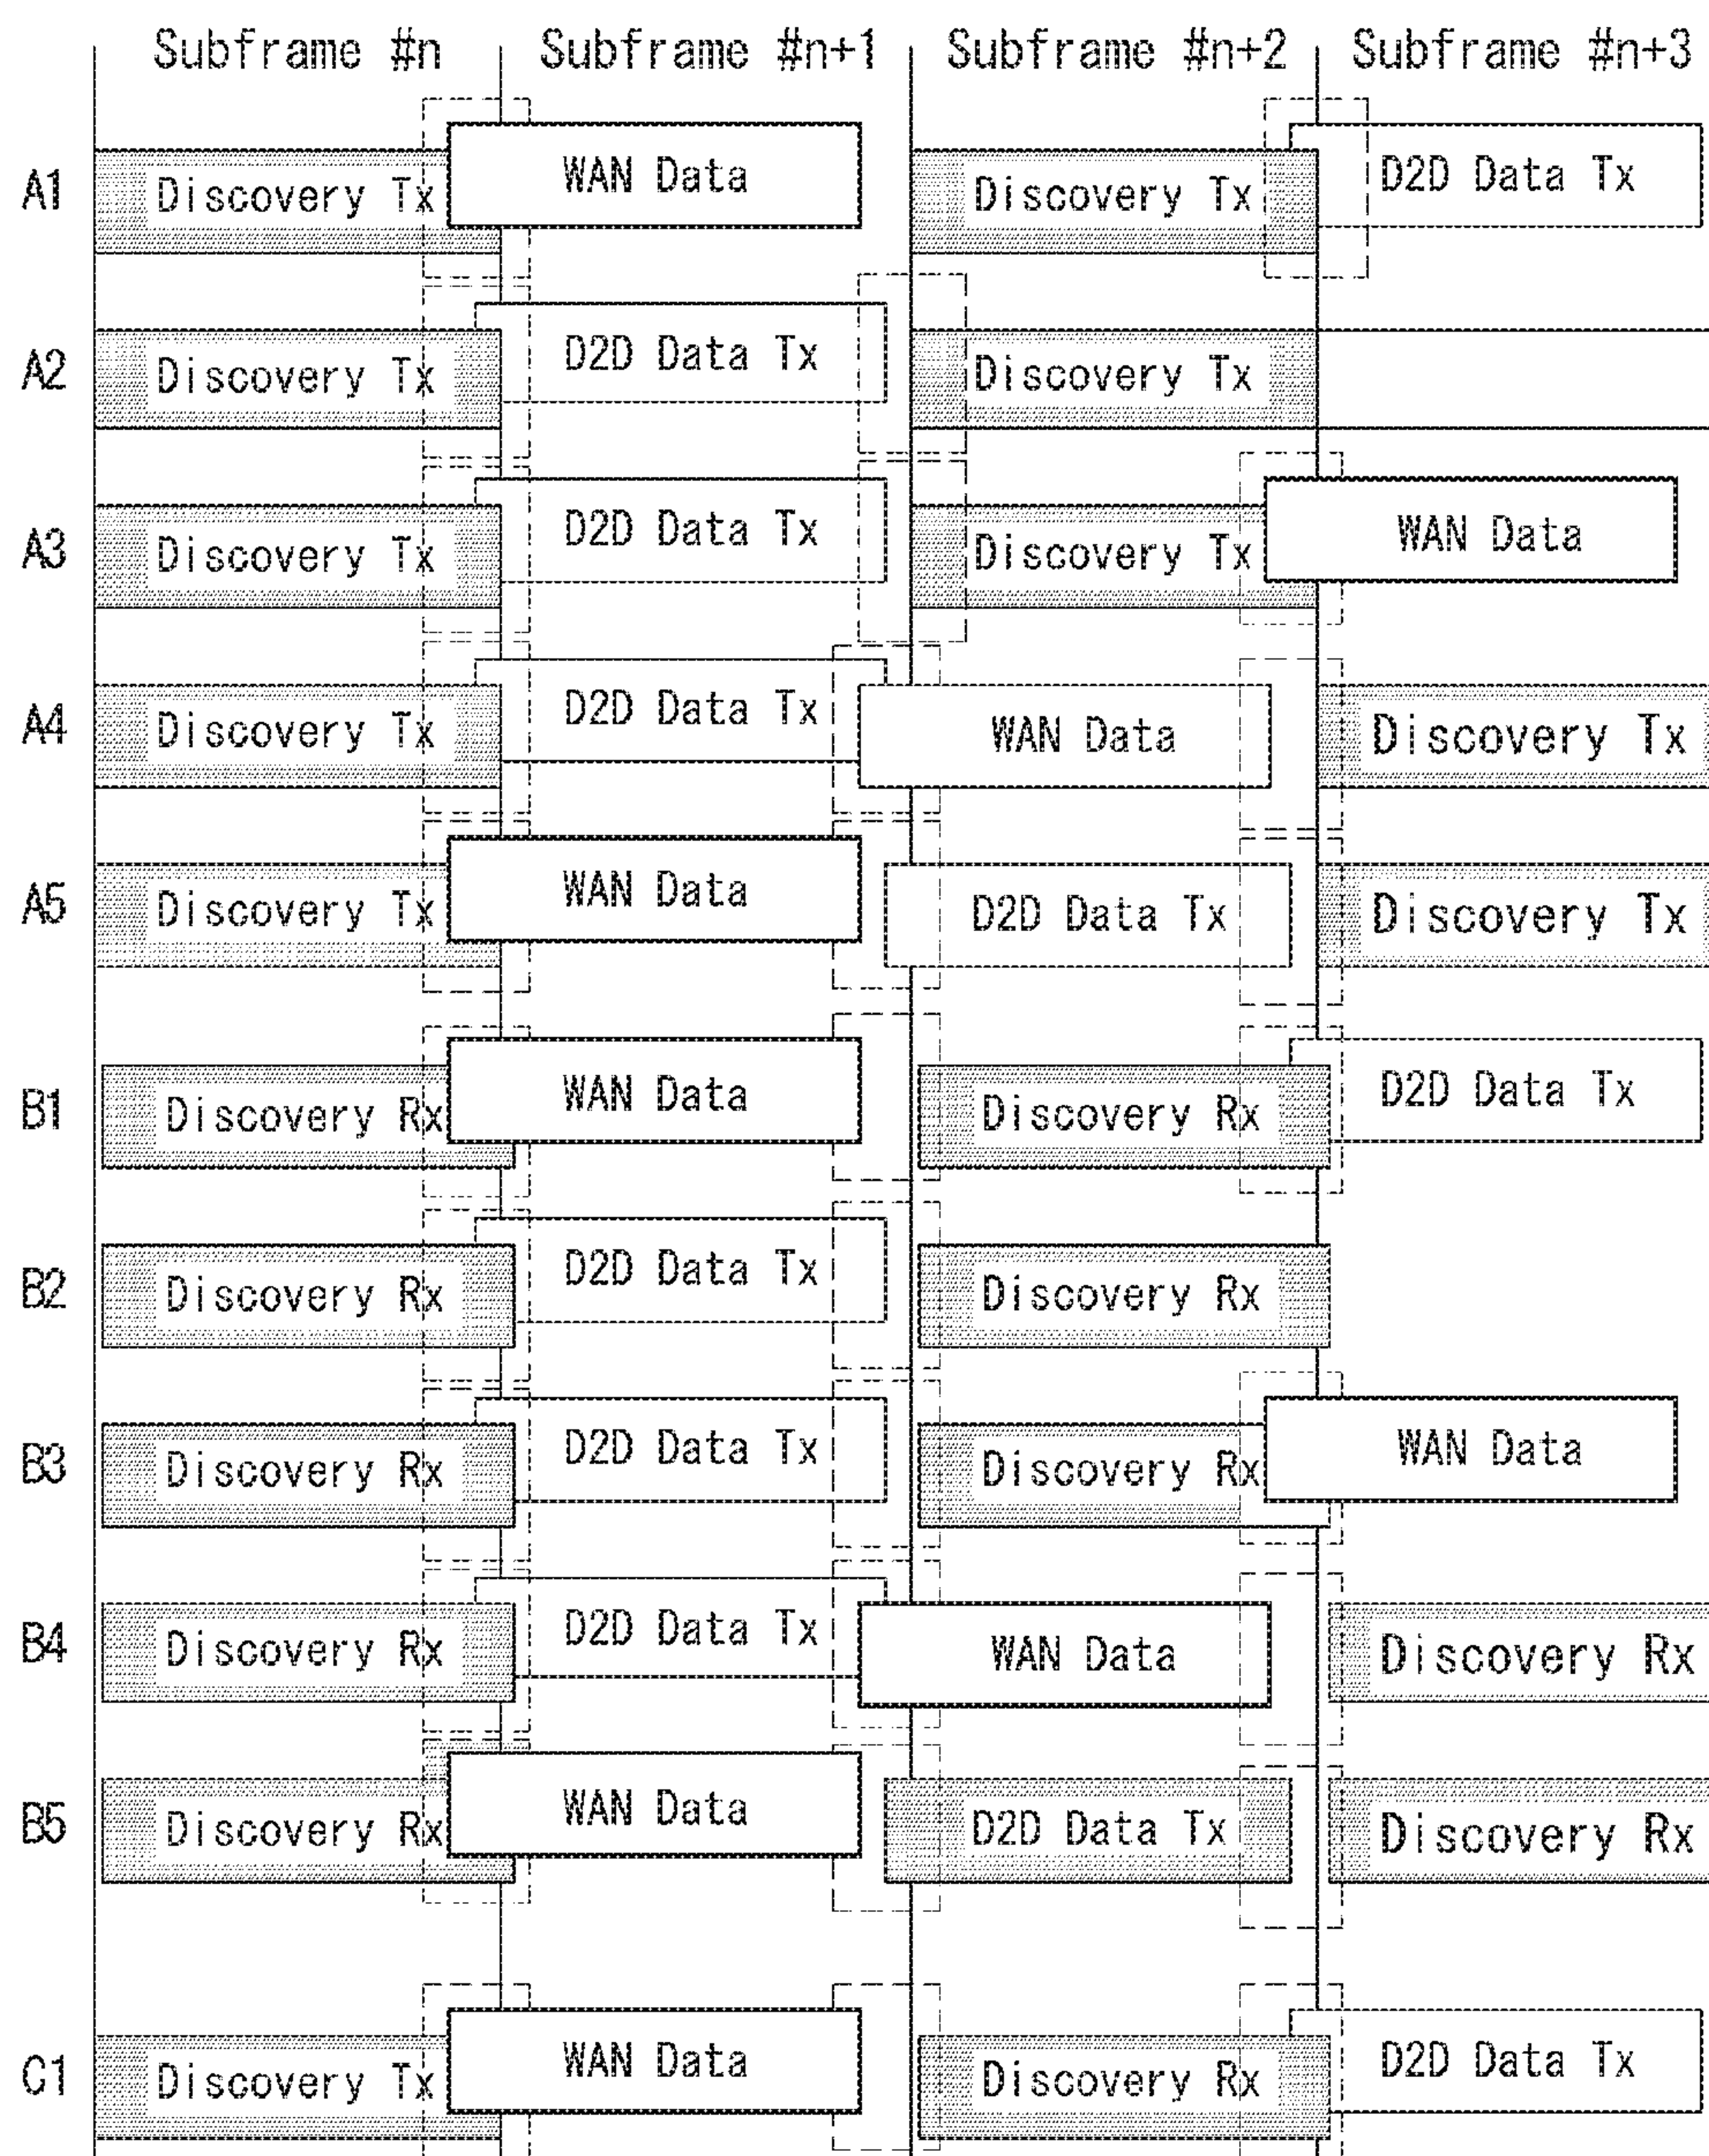 Subframe #n Subframe #n+1 Subframe #n+2 Subframe #n+3
A1 Discovery Tx WAN Data Discovery Tx D2D Data Tx
A2 Discovery Tx D2D Data Tx Discovery Tx
A3 Discovery Tx D2D Data Tx Discovery Tx WAN Data
A4 Discovery Tx D2D Data Tx WAN Data Discovery Tx
A5 Discovery Tx WAN Data D2D Data Tx Discovery Tx
B1 Discovery Rx WAN Data Discovery Rx D2D Data Tx
B2 Discovery Rx D2D Data Tx Discovery Rx
B3 Discovery Rx D2D Data Tx Discovery Rx WAN Data
B4 Discovery Rx D2D Data Tx WAN Data Discovery Rx
B5 Discovery Rx WAN Data D2D Data Tx Discovery Rx
C1 Discovery Tx WAN Data Discovery Rx D2D Data Tx